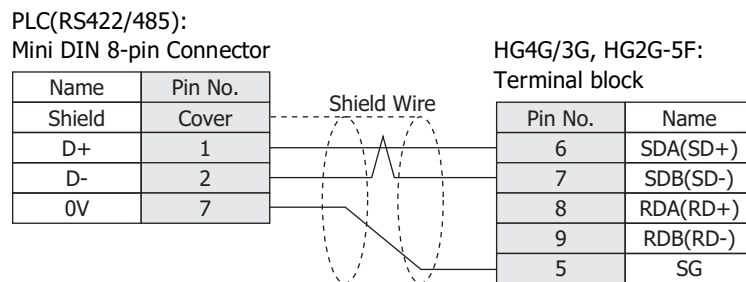 PLC(RS422/485):
Mini DIN 8-pin Connector
HG4G/3G, HG2G-5F:
Terminal block
Name Pin No.
Shield Cover
D+ 1
D- 2
0V 7
Shield Wire
Pin No. Name
6 SDA(SD+)
7 SDB(SD-)
8 RDA(RD+)
9 RDB(RD-)
5 SG